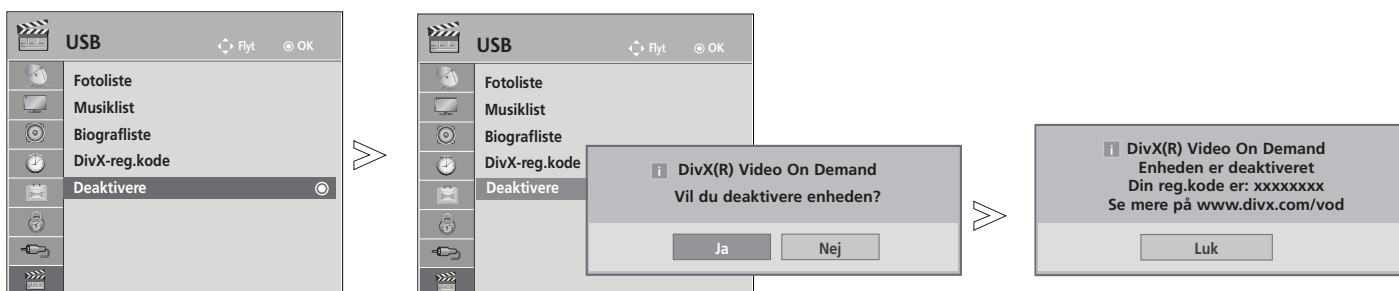 USB
Flyt
OK
Fotoliste
Musiklist
Biografliste
DivX-reg.kode
Deaktivere
USB
Flyt
OK
Fotoliste
Musiklist
Biografliste
DivX-reg.kode
Deaktivere
i DivX(R) Video On Demand
Vil du deaktivere enheden?
Ja
Nej
i DivX(R) Video On Demand
Enheden er deaktiveret
Din reg.kode er: xxxxxxxx
Se mere på www.divx.com/vod
Luk